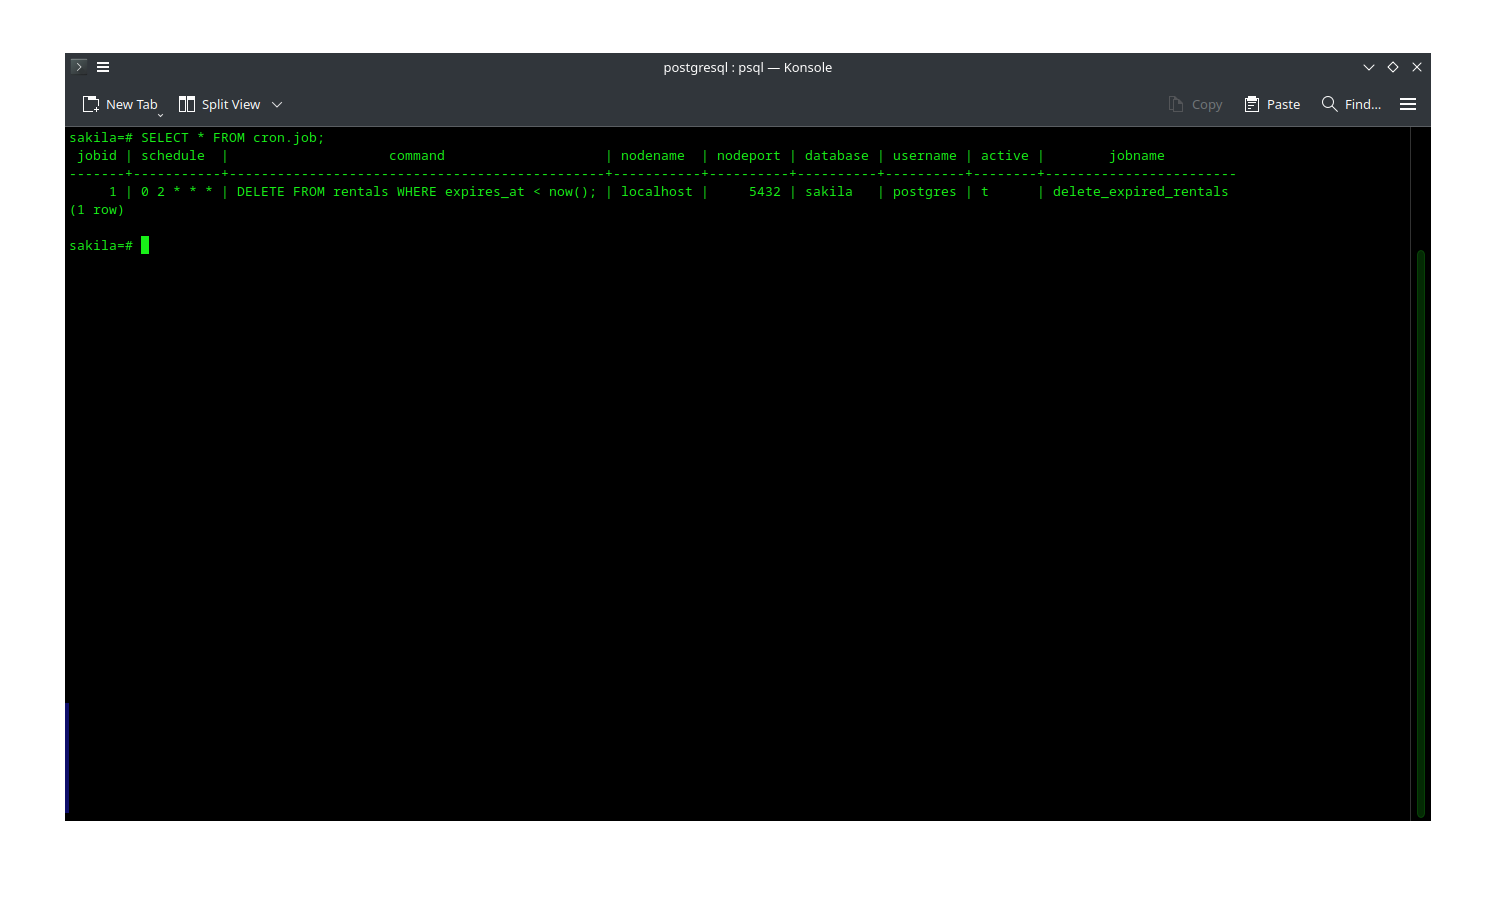 postgresql : psql — Konsole
New Tab Split View Copy Paste Find...
sakila=# SELECT * FROM cron.job;
 jobid | schedule  |                    command                    | nodename  | nodeport | database | username | active |        jobname
-------+-----------+-----------------------------------------------+-----------+----------+----------+----------+--------+------------------------
     1 | 0 2 * * * | DELETE FROM rentals WHERE expires_at < now(); | localhost |     5432 | sakila   | postgres | t      | delete_expired_rentals
(1 row)
sakila=#